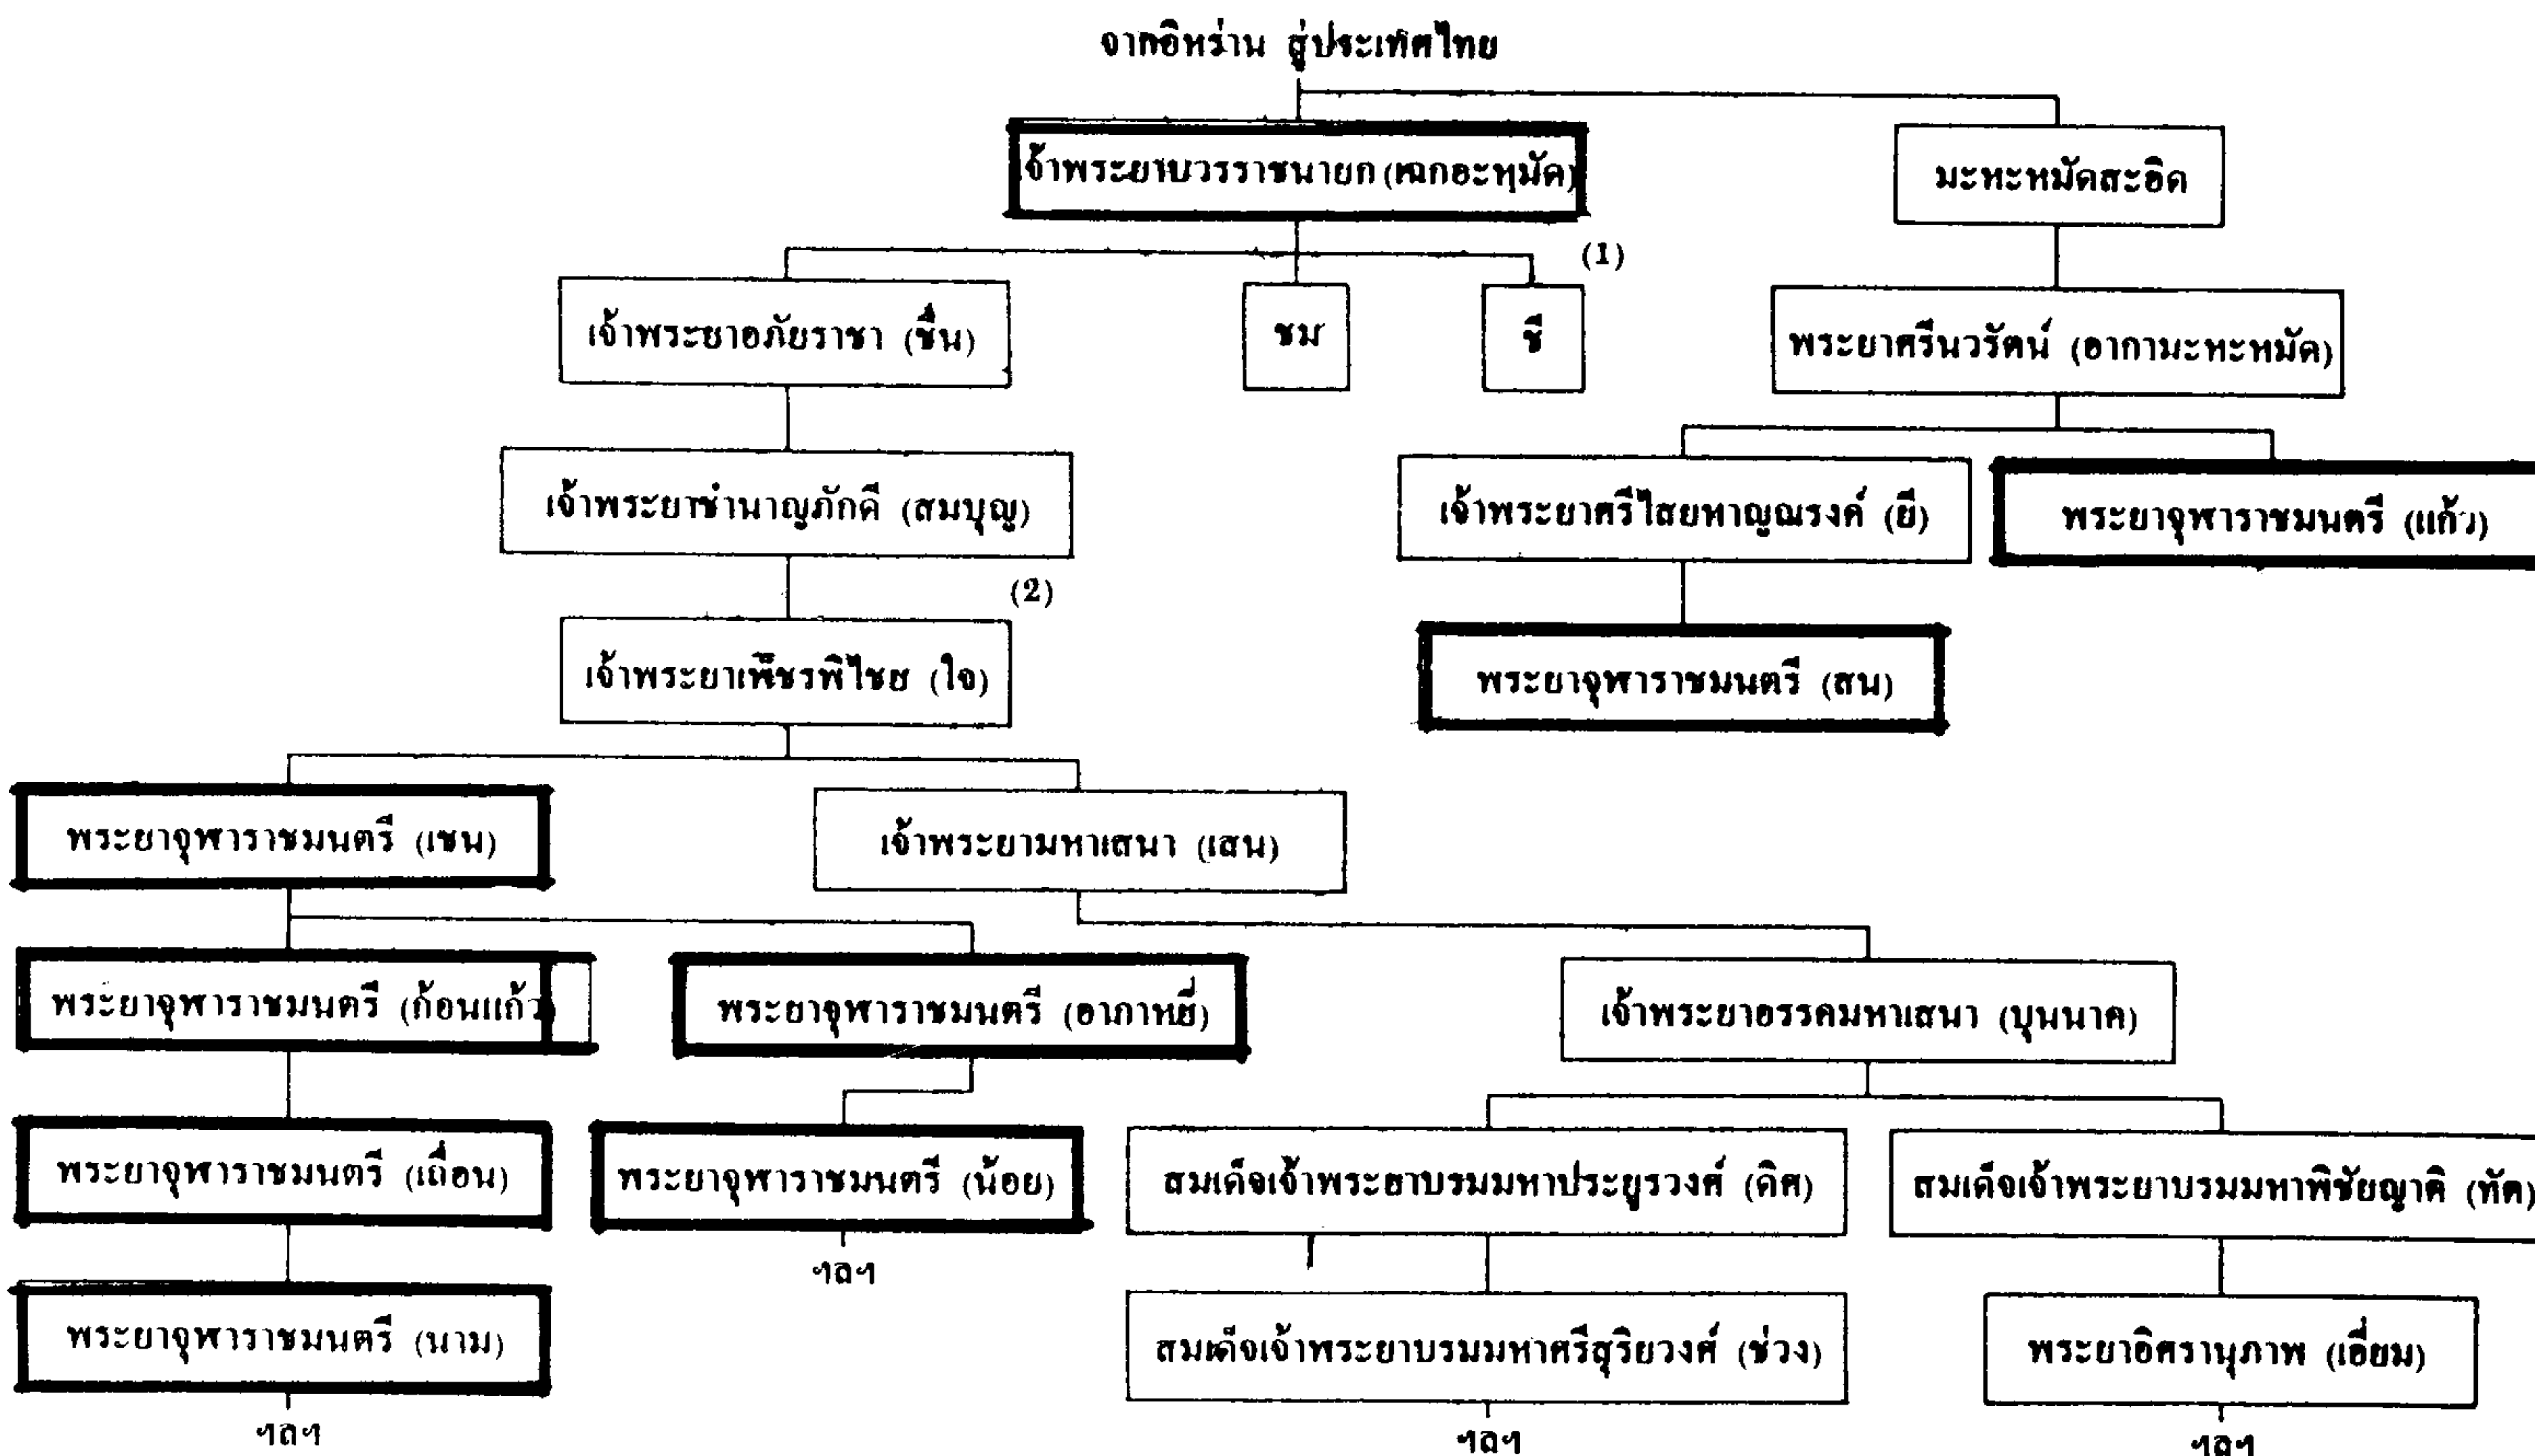 จากอิหร่าน สู่ประเทศไทย
เจ้าพระยาบวรราชนายก (เฉกอะหมัด)
มะหะหมัดสะอิด
(1)
เจ้าพระยาอภัยราชา (ชื่น)
ชม
ชี
พระยาศรีนวรัตน์ (อากามะหะหมัด)
เจ้าพระยาชำนาญภักดี (สมบุญ)
เจ้าพระยาศรีไสยหาญณรงค์ (ยี)
พระยาจุฬาราชมนตรี (แก้ว)
(2)
เจ้าพระยาเพ็ชรพิไชย (ใจ)
พระยาจุฬาราชมนตรี (สน)
พระยาจุฬาราชมนตรี (เชน)
เจ้าพระยามหาเสนา (เสน)
พระยาจุฬาราชมนตรี (ก้อนแก้ว)
พระยาจุฬาราชมนตรี (อากาหยี่)
เจ้าพระยาอรรคมหาเสนา (บุนนาค)
พระยาจุฬาราชมนตรี (เถื่อน)
พระยาจุฬาราชมนตรี (น้อย)
สมเด็จเจ้าพระยาบรมมหาประยูรวงศ์ (ดิศ)
สมเด็จเจ้าพระยาบรมมหาพิชัยญาติ (ทัต)
ฯลฯ
พระยาจุฬาราชมนตรี (นาม)
สมเด็จเจ้าพระยาบรมมหาศรีสุริยวงศ์ (ช่วง)
พระยาอิศรานุภาพ (เอี่ยม)
ฯลฯ
ฯลฯ
ฯลฯ